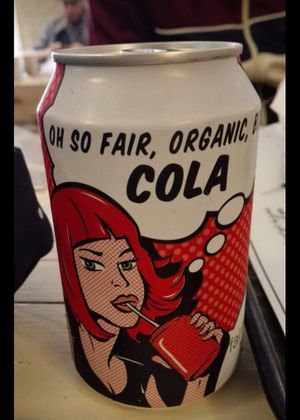 OH SO FAIR, ORGANIC,
COLA